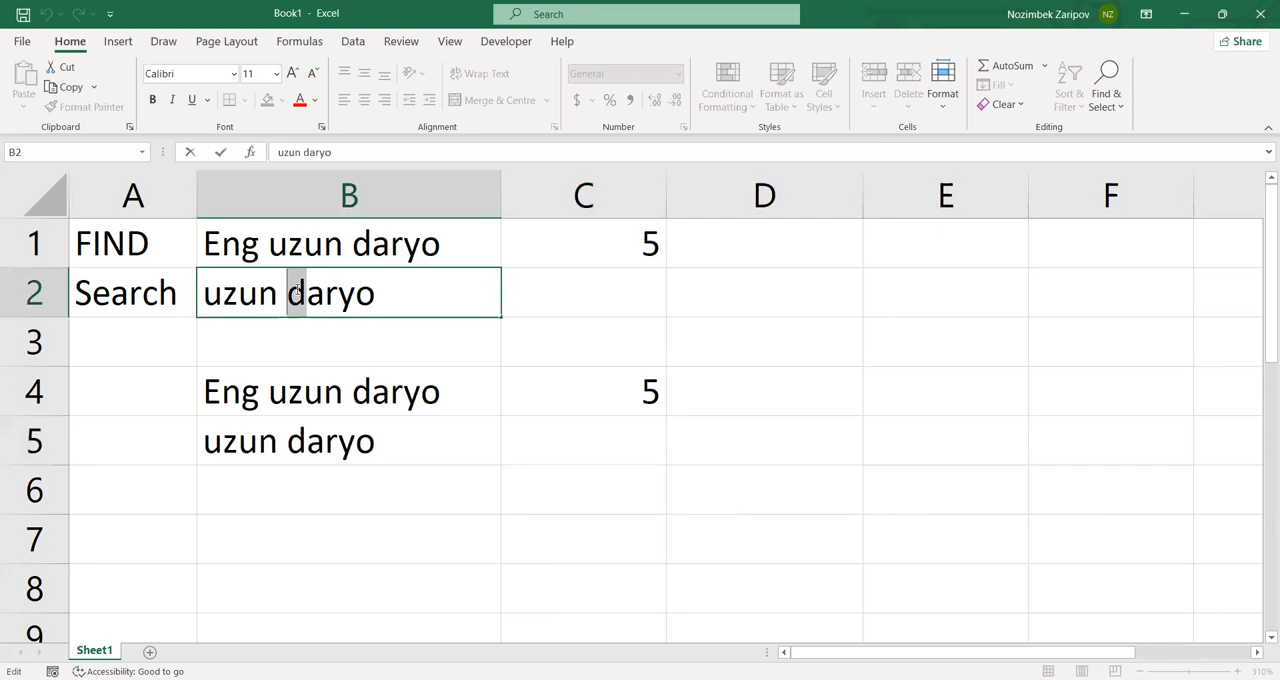 Book1 - Excel
Search
Nozimbek Zaripov NZ
File Home Insert Draw Page Layout Formulas Data Review View Developer Help
Share
Paste
Cut
Copy
Format Painter
Clipboard
Calibri 11
B I U
Font
Wrap Text
Merge & Centre
Alignment
General
Number
Conditional Formatting
Format as Table
Cell Styles
Styles
Insert Delete Format
Cells
AutoSum
Fill
Clear
Sort & Filter
Find & Select
Editing
B2 fx uzun daryo
A B C D E F
1 FIND Eng uzun daryo 5
2 Search uzun daryo
3
4 Eng uzun daryo 5
5 uzun daryo
6
7
8
9
Sheet1
Edit Accessibility: Good to go 310%